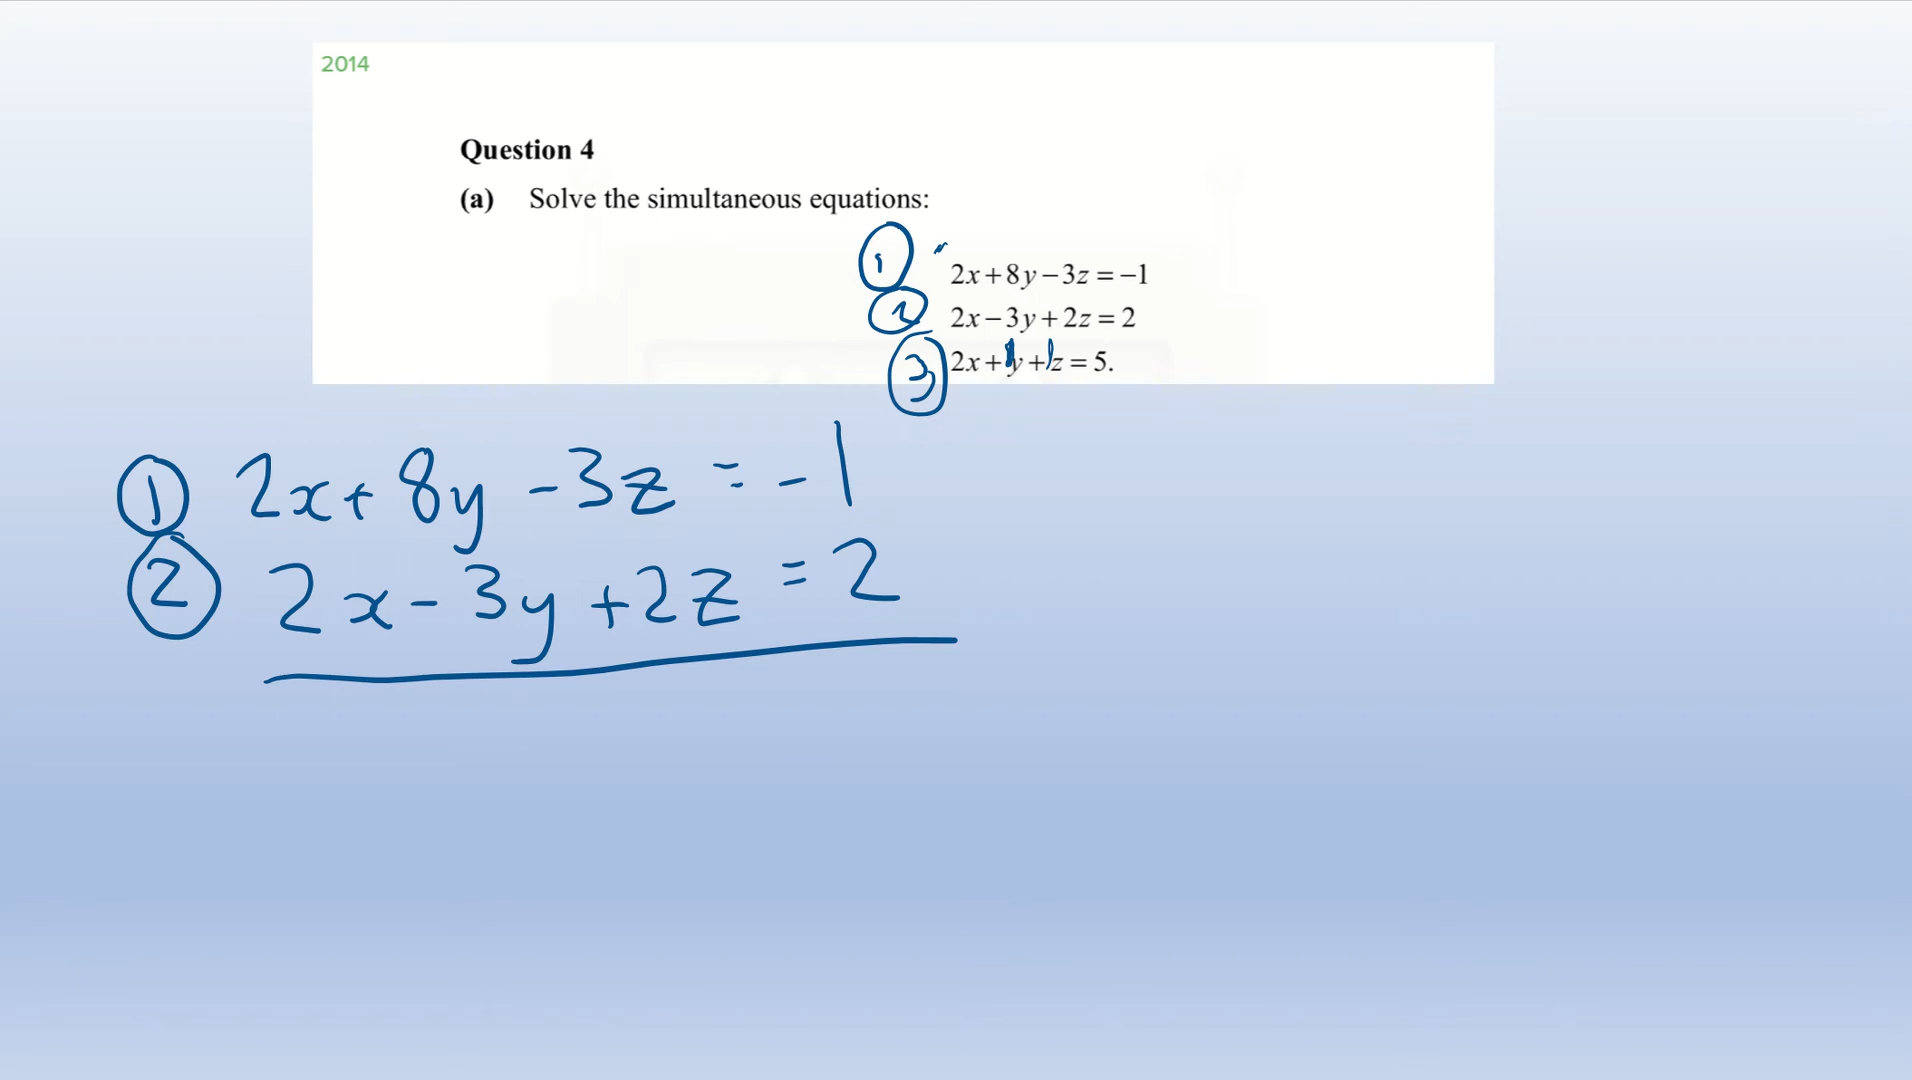 2014
Question 4
(a) Solve the simultaneous equations:
① 2x+8y−3z=−1
② 2x−3y+2z=2
③ 2x+1y+1z=5.
① 2x+8y-3z=-1
② 2x-3y+2z=2